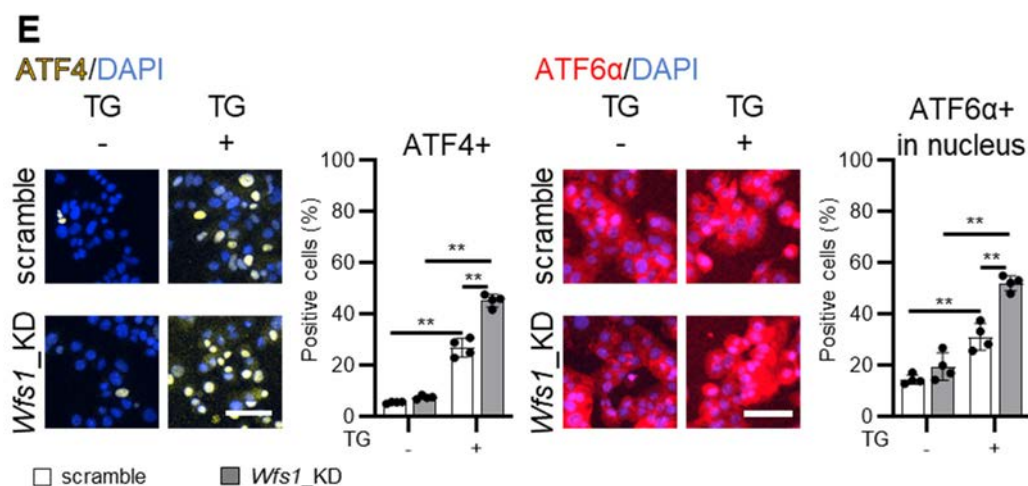 E
ATF4/DAPI
TG TG
- +
scramble
Wfs1_KD
ATF4+
Positive cells (%)
100
80
60
40
20
0
**
**
**
TG - +
ATF6α/DAPI
TG TG
- +
scramble
Wfs1_KD
ATF6α+
in nucleus
Positive cells (%)
100
80
60
40
20
0
**
**
**
TG - +
scramble Wfs1_KD